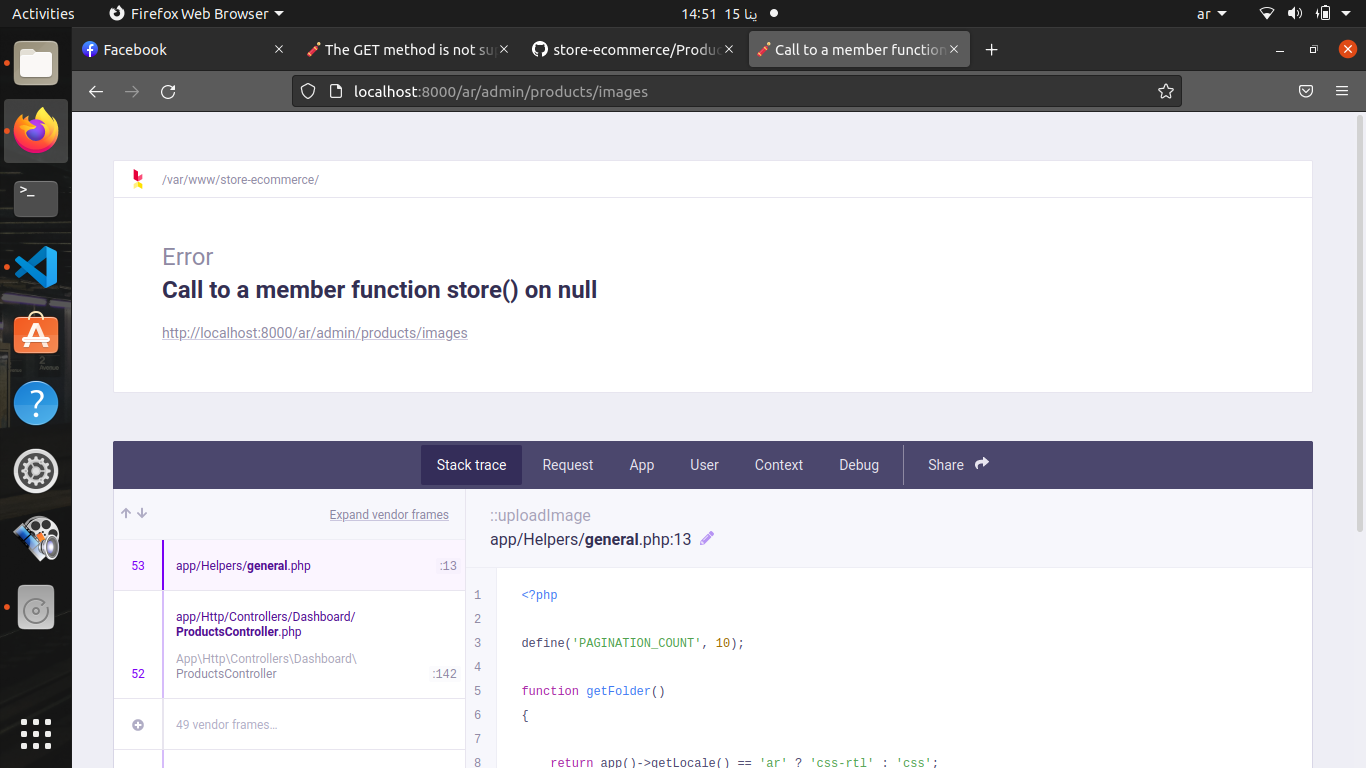 Activities
Firefox Web Browser
14:51 15 ينا
ar
Facebook
The GET method is not sup
store-ecommerce/Produc
Call to a member function
localhost:8000/ar/admin/products/images
/var/www/store-ecommerce/
Error
Call to a member function store() on null
http://localhost:8000/ar/admin/products/images
Stack trace
Request
App
User
Context
Debug
Share
Expand vendor frames
53 app/Helpers/general.php :13
app/Http/Controllers/Dashboard/
ProductsController.php
App\Http\Controllers\Dashboard\
52 ProductsController :142
49 vendor frames…
::uploadImage
app/Helpers/general.php:13
1 <?php
2
3 define('PAGINATION_COUNT', 10);
4
5 function getFolder()
6 {
7
8 return app()->getLocale() == 'ar' ? 'css-rtl' : 'css';